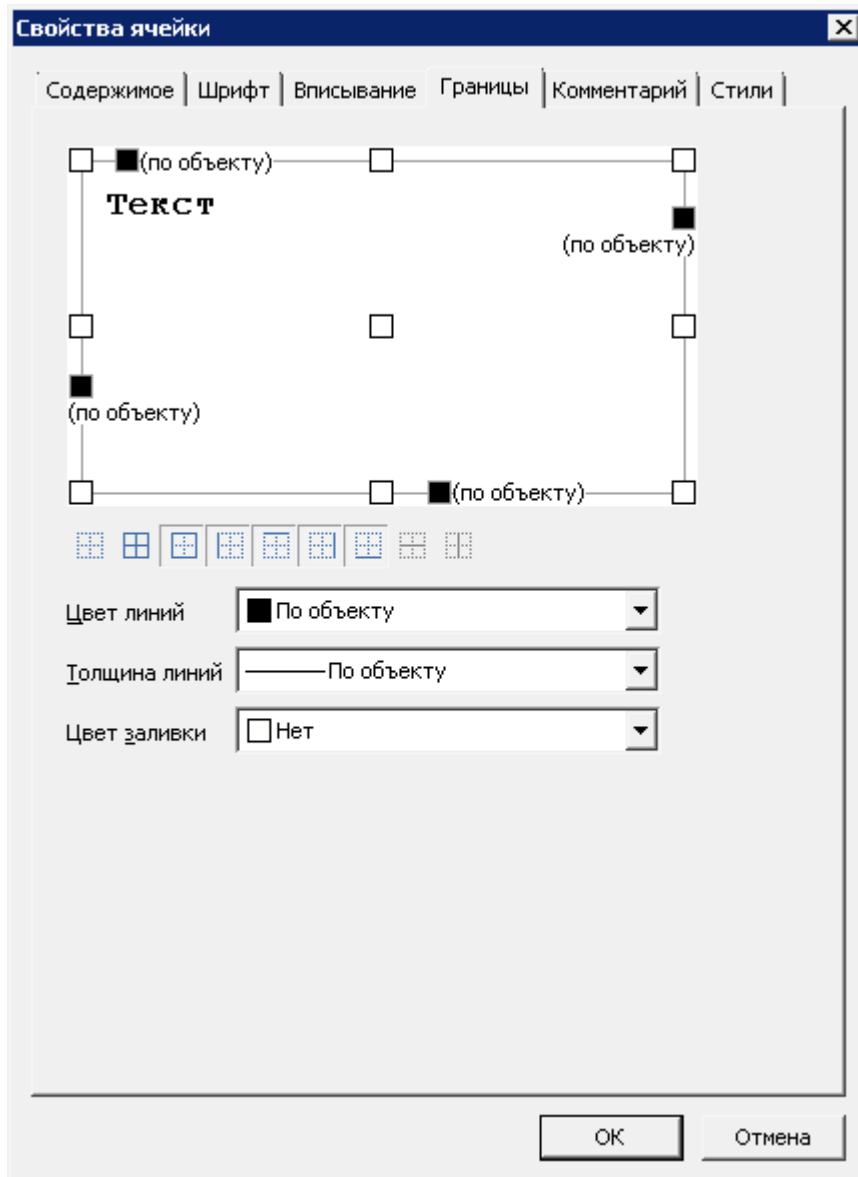 Свойства ячейки
Содержимое Шрифт Вписывание Границы Комментарий Стили
(по объекту)
Текст
(по объекту)
(по объекту)
(по объекту)
Цвет линий По объекту
Толщина линий По объекту
Цвет заливки Нет
OK Отмена